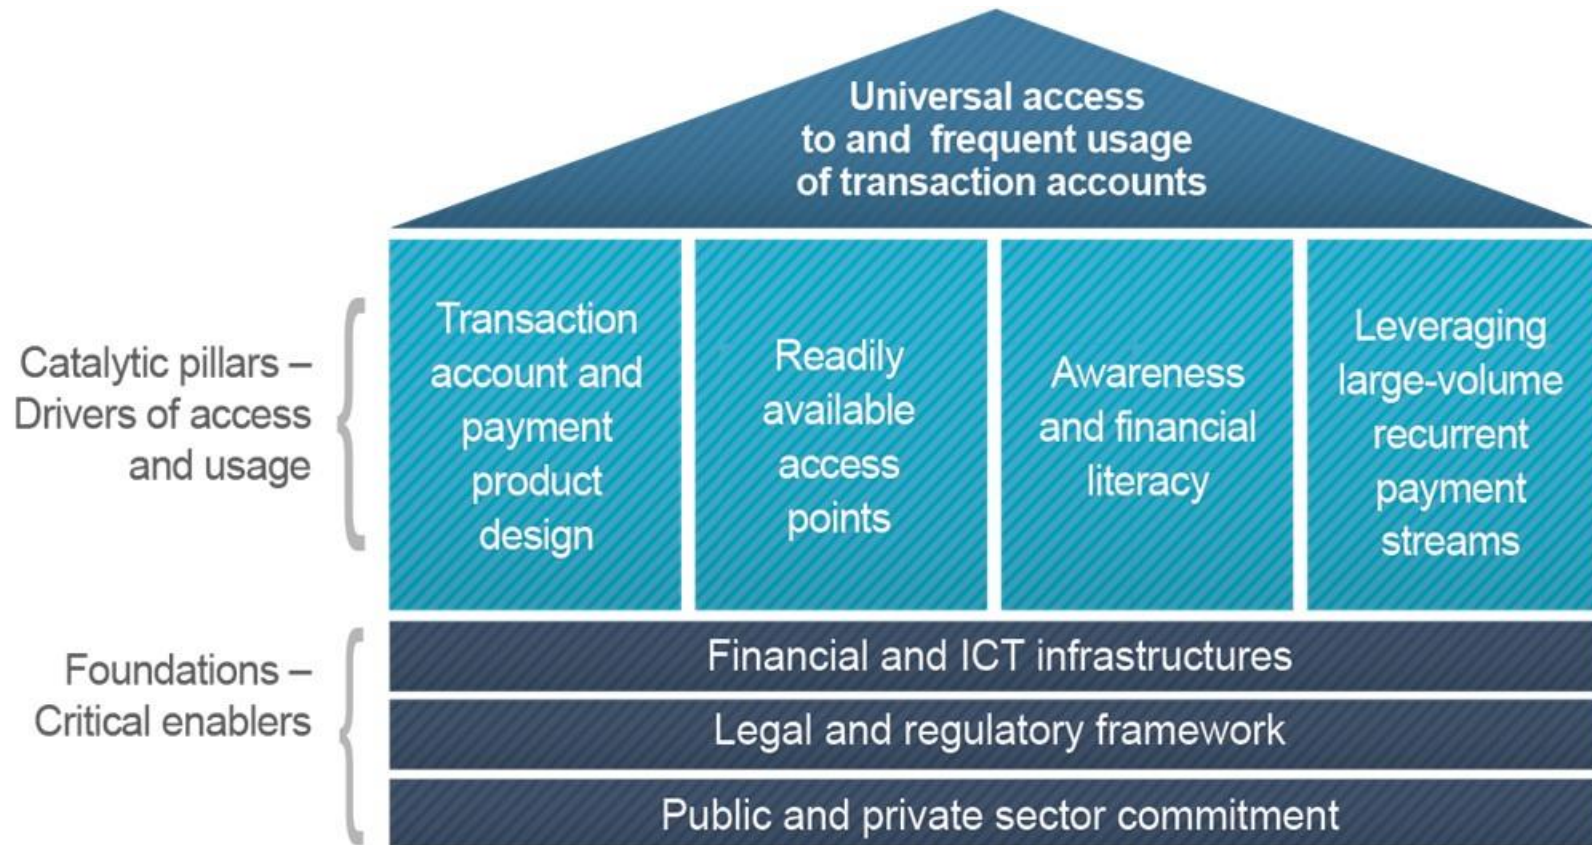 Universal access
to and frequent usage
of transaction accounts
Catalytic pillars –
Drivers of access
and usage
Transaction
account and
payment
product
design
Readily
available
access
points
Awareness
and financial
literacy
Leveraging
large-volume
recurrent
payment
streams
Foundations –
Critical enablers
Financial and ICT infrastructures
Legal and regulatory framework
Public and private sector commitment